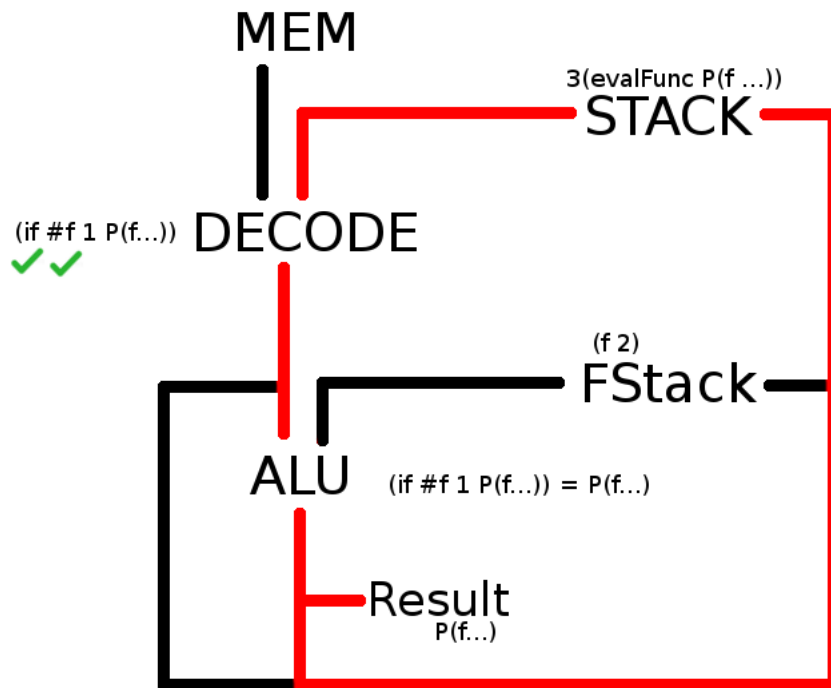 MEM
3(evalFunc P(f ...))
STACK
(if #f 1 P(f...))
DECODE
(f 2)
FStack
ALU
(if #f 1 P(f...)) = P(f...)
Result
P(f...)